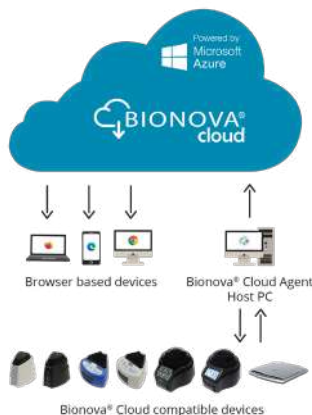 Powered by
Microsoft
Azure
BIONOVA®
cloud
Browser based devices
Bionova® Cloud Agent
Host PC
Bionova® Cloud compatible devices